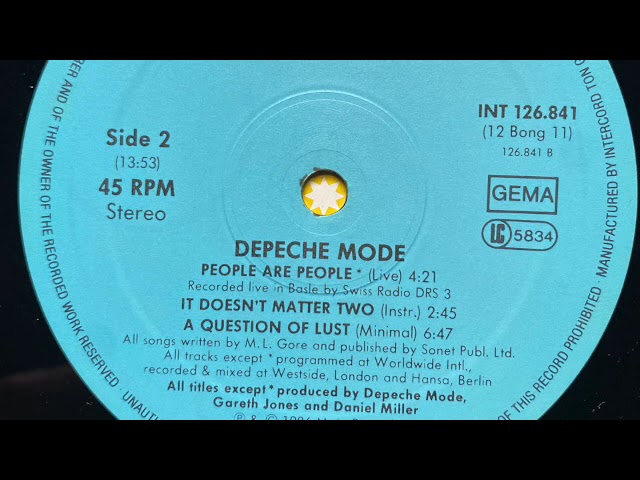 BER AND OF THE OWNER OF THE RECORDED WORK RESERVED. UNAU
Side 2
(13:53)
45 RPM
Stereo
INT 126.841
(12 Bong 11)
126.841 B
GEMA
LC 5834
DEPECHE MODE
PEOPLE ARE PEOPLE* (Live) 4:21
Recorded live in Basle by Swiss Radio DRS 3
IT DOESN'T MATTER TWO (Instr.) 2:45
A QUESTION OF LUST (Minimal) 6:47
All songs written by M.L. Gore and published by Sonet Publ. Ltd.
All tracks except * programmed at Worldwide Intl.,
recorded & mixed at Westside, London and Hansa, Berlin
All titles except * produced by Depeche Mode,
Gareth Jones and Daniel Miller
OF THIS RECORD PROHIBITED · MANUFACTURED BY INTERCORD TON